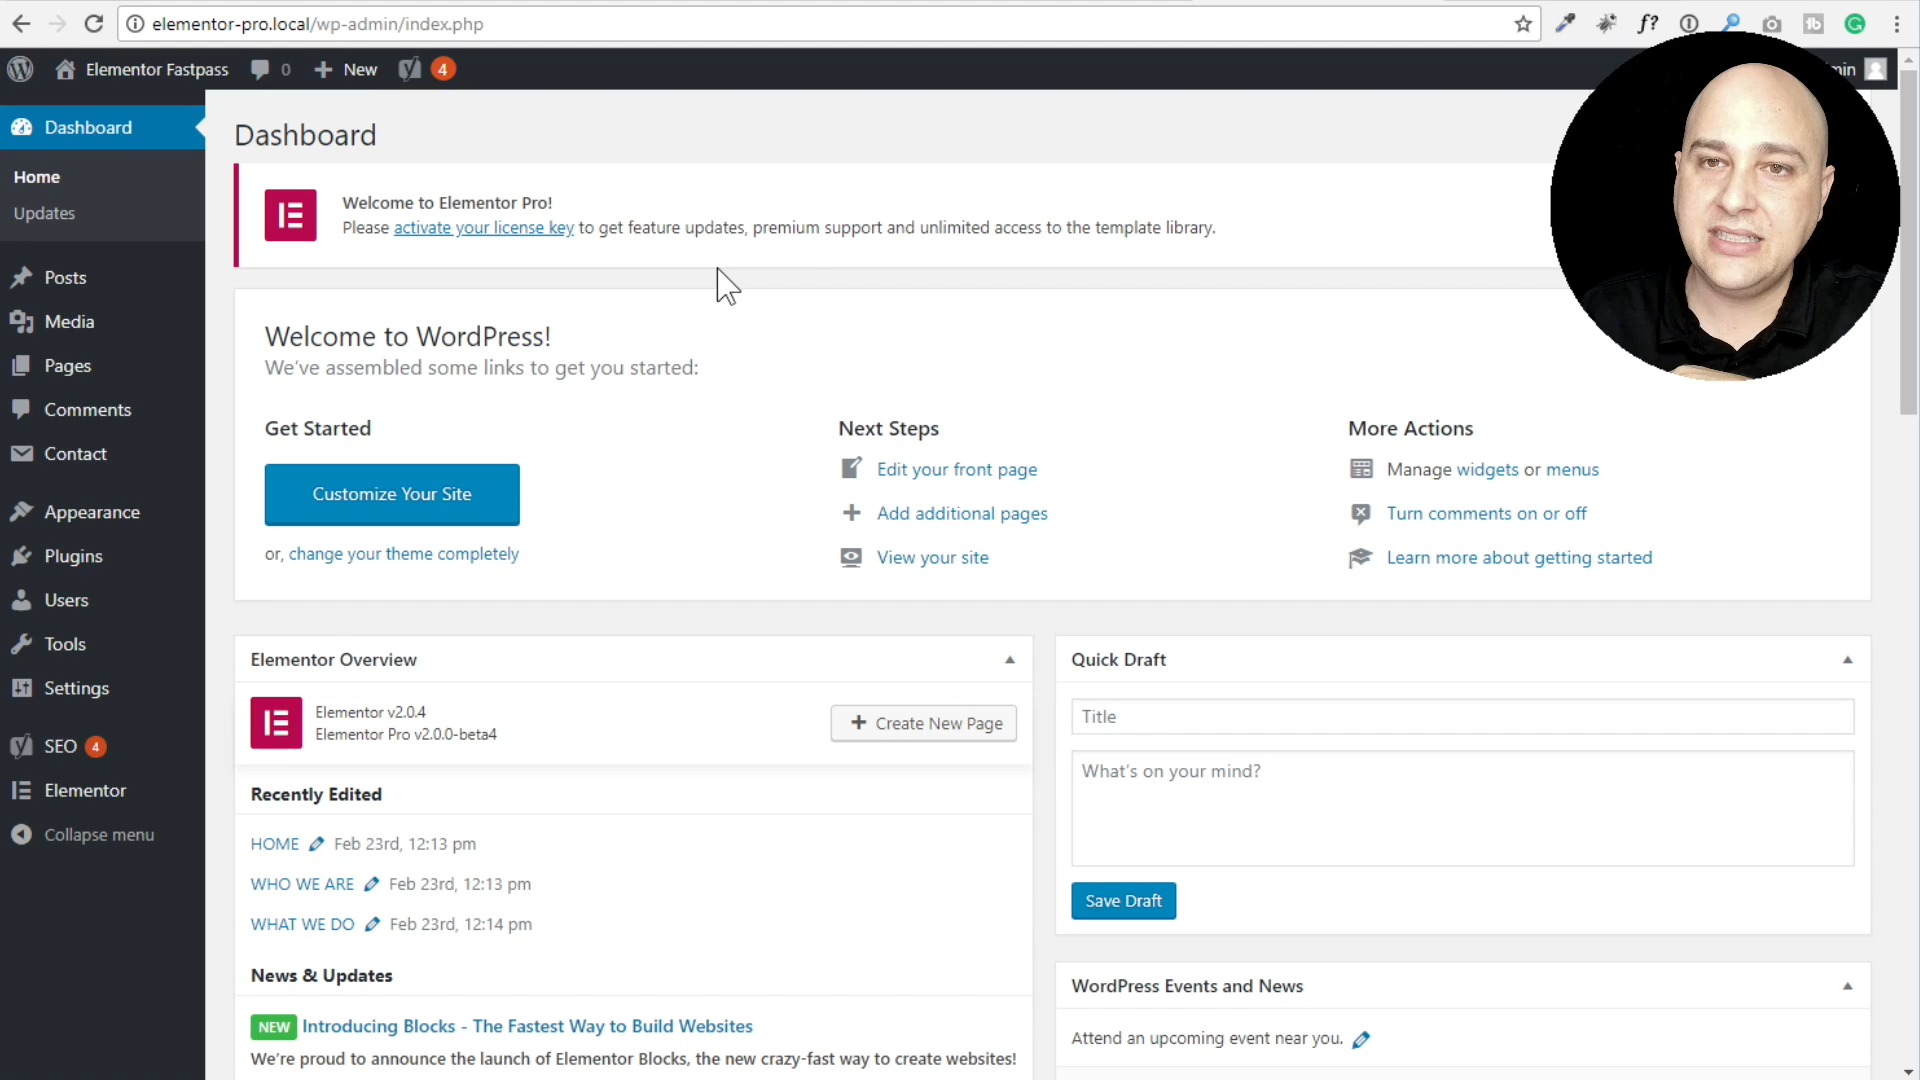 elementor-pro.local/wp-admin/index.php
Elementor Fastpass
0
New
4
min
Dashboard
Home
Updates
Posts
Media
Pages
Comments
Contact
Appearance
Plugins
Users
Tools
Settings
SEO 4
Elementor
Collapse menu
Dashboard
Welcome to Elementor Pro!
Please activate your license key to get feature updates, premium support and unlimited access to the template library.
Welcome to WordPress!
We've assembled some links to get you started:
Get Started
Customize Your Site
or, change your theme completely
Next Steps
Edit your front page
Add additional pages
View your site
More Actions
Manage widgets or menus
Turn comments on or off
Learn more about getting started
Elementor Overview
Elementor v2.0.4
Elementor Pro v2.0.0-beta4
Create New Page
Recently Edited
HOME Feb 23rd, 12:13 pm
WHO WE ARE Feb 23rd, 12:13 pm
WHAT WE DO Feb 23rd, 12:14 pm
News & Updates
NEW Introducing Blocks - The Fastest Way to Build Websites
We're proud to announce the launch of Elementor Blocks, the new crazy-fast way to create websites!
Quick Draft
Title
What's on your mind?
Save Draft
WordPress Events and News
Attend an upcoming event near you.